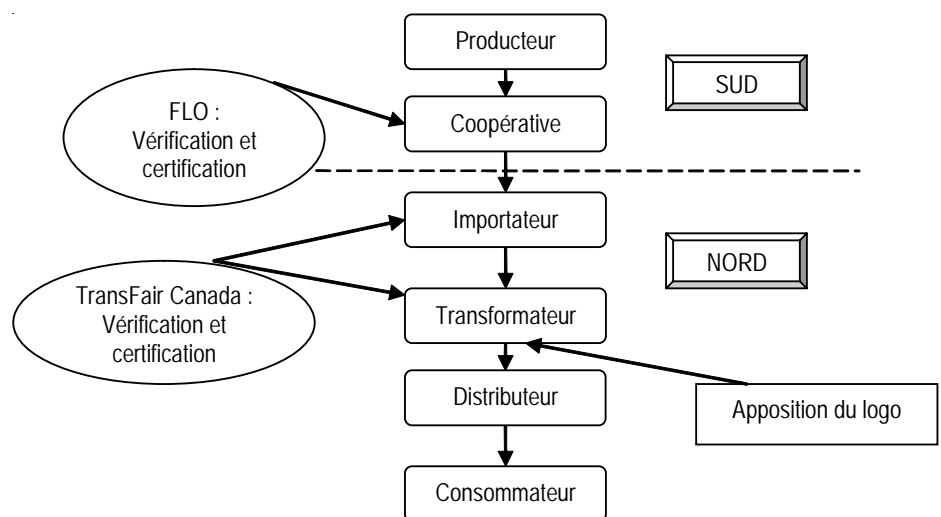 Producteur
SUD
FLO :
Vérification et
certification
Coopérative
Importateur
NORD
TransFair Canada :
Vérification et
certification
Transformateur
Distributeur
Apposition du logo
Consommateur